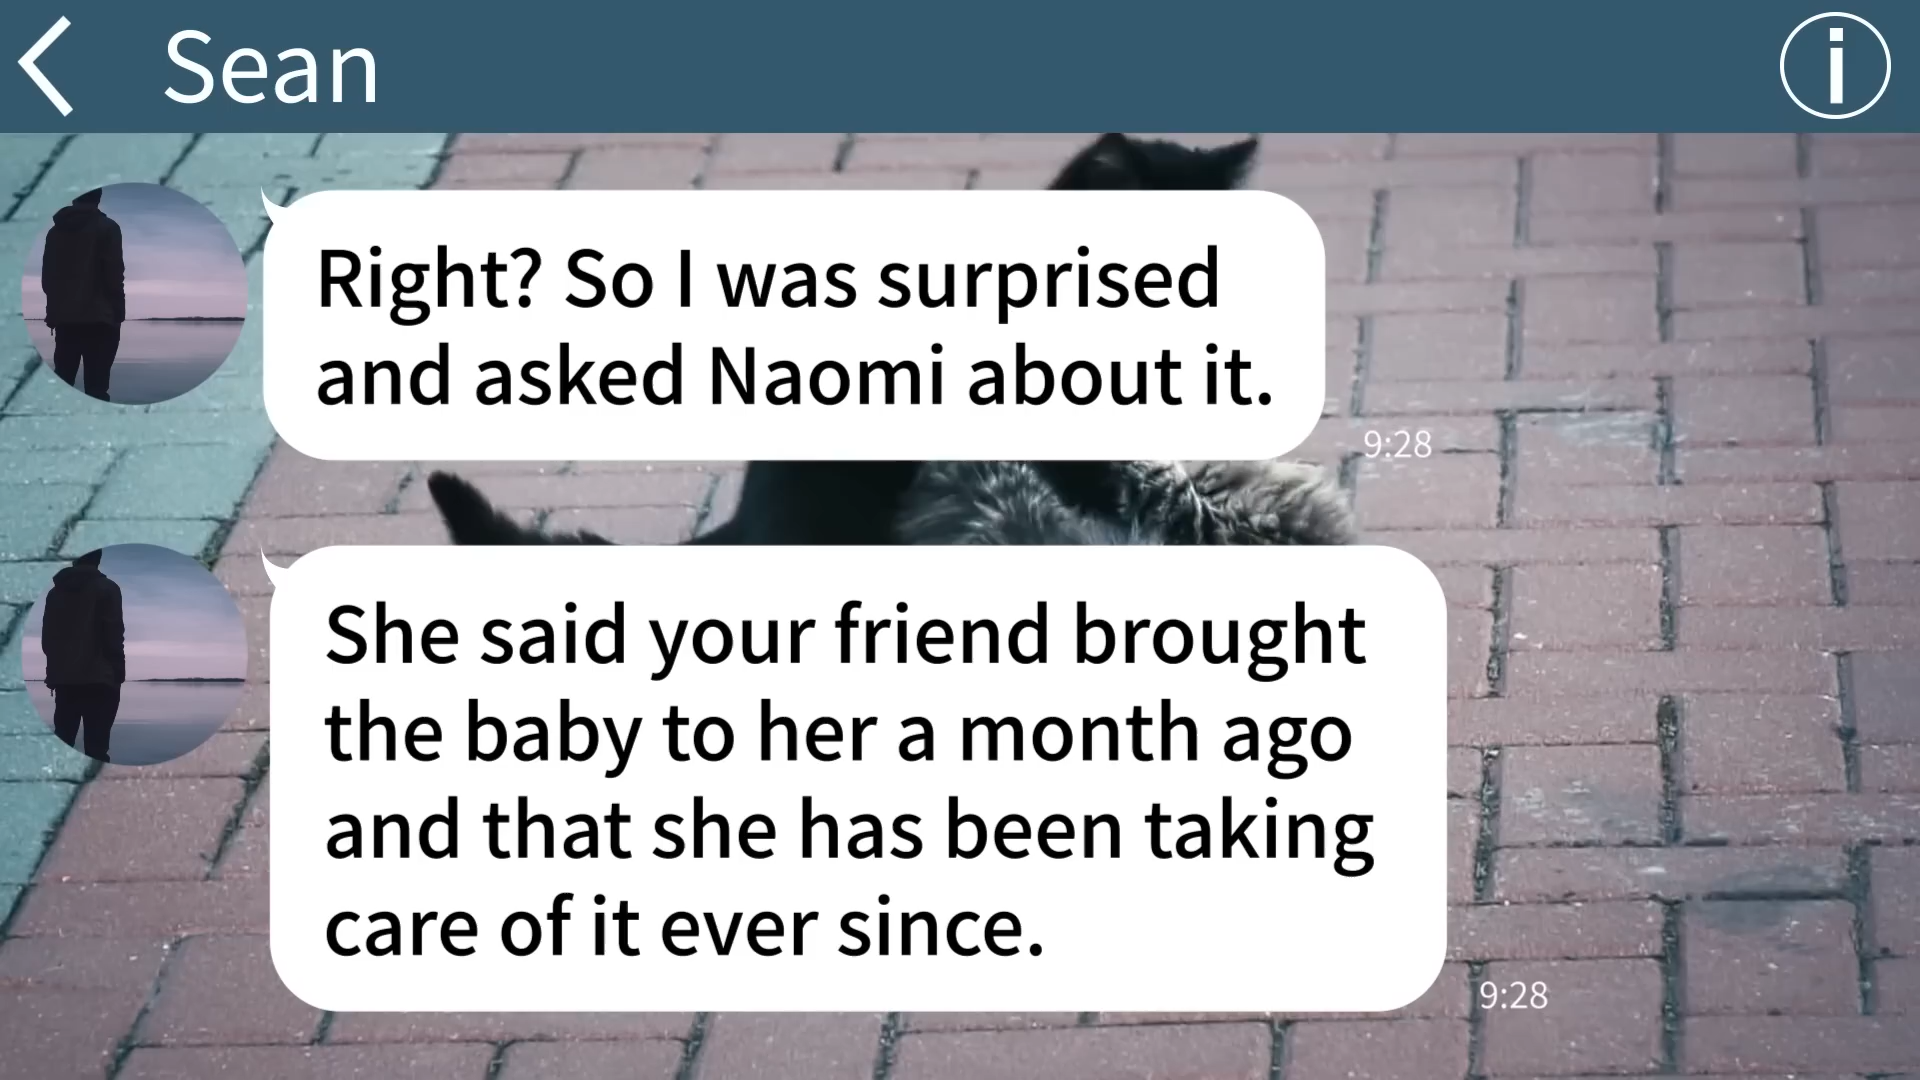 Sean
Right? So I was surprised
and asked Naomi about it.
9:28
She said your friend brought
the baby to her a month ago
and that she has been taking
care of it ever since.
9:28